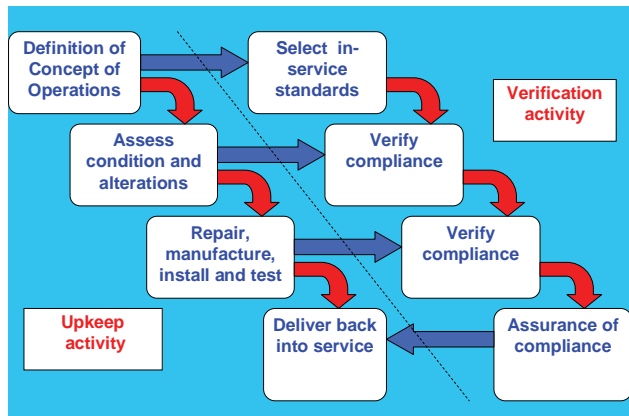 Definition of
Concept of
Operations
Select in-
service
standards
Verification
activity
Assess
condition and
alterations
Verify
compliance
Repair,
manufacture,
install and test
Verify
compliance
Upkeep
activity
Deliver back
into service
Assurance of
compliance